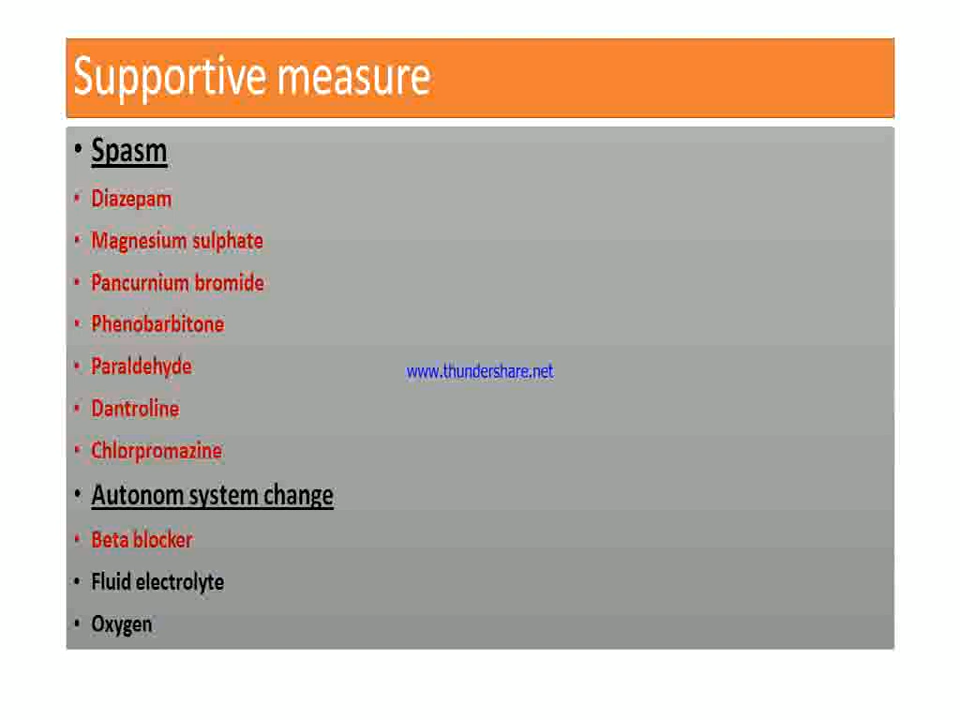 Supportive measure
• Spasm
• Diazepam
• Magnesium sulphate
• Pancurnium bromide
• Phenobarbitone
• Paraldehyde
www.thundershare.net
• Dantroline
• Chlorpromazine
• Autonom system change
• Beta blocker
• Fluid electrolyte
• Oxygen